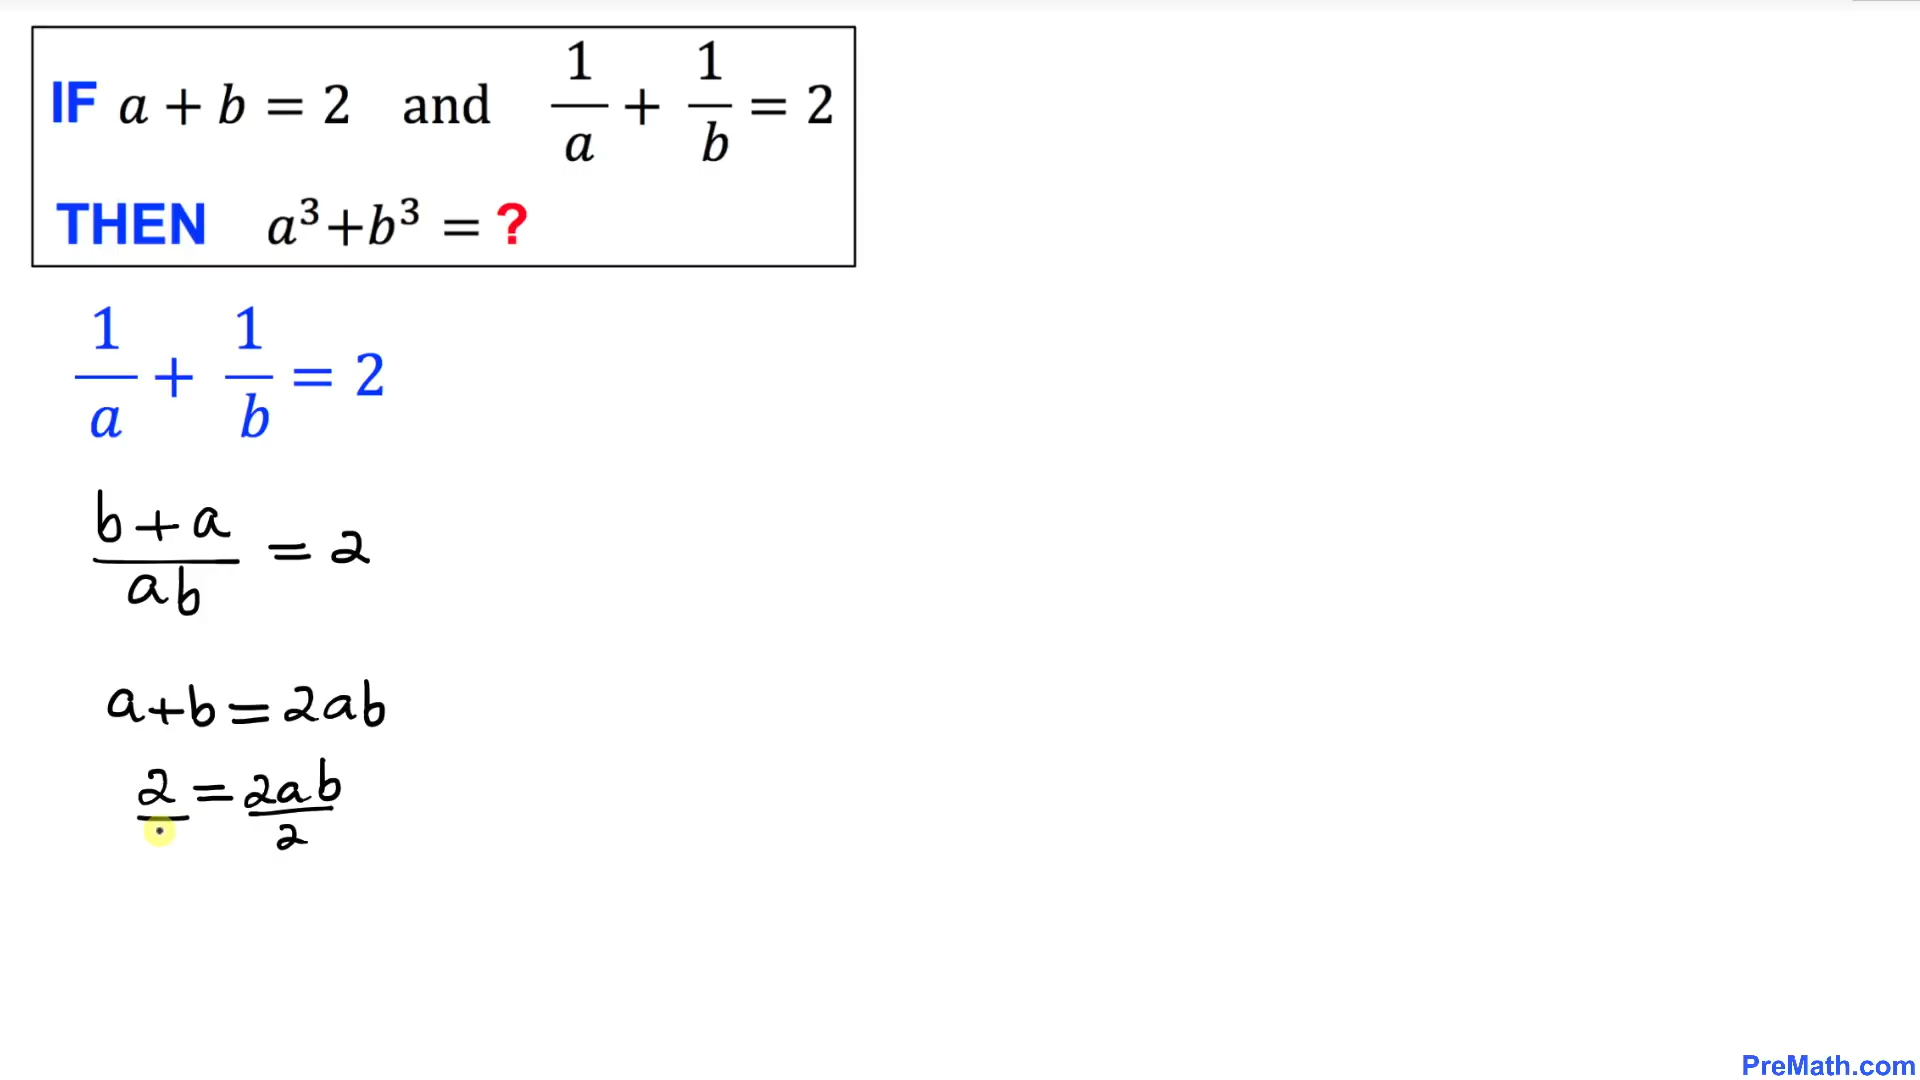 IF a + b = 2 and 1/a + 1/b = 2
THEN a³+b³ = ?
1/a + 1/b = 2
(b+a)/ab = 2
a+b=2ab
2/ = 2ab/2
PreMath.com